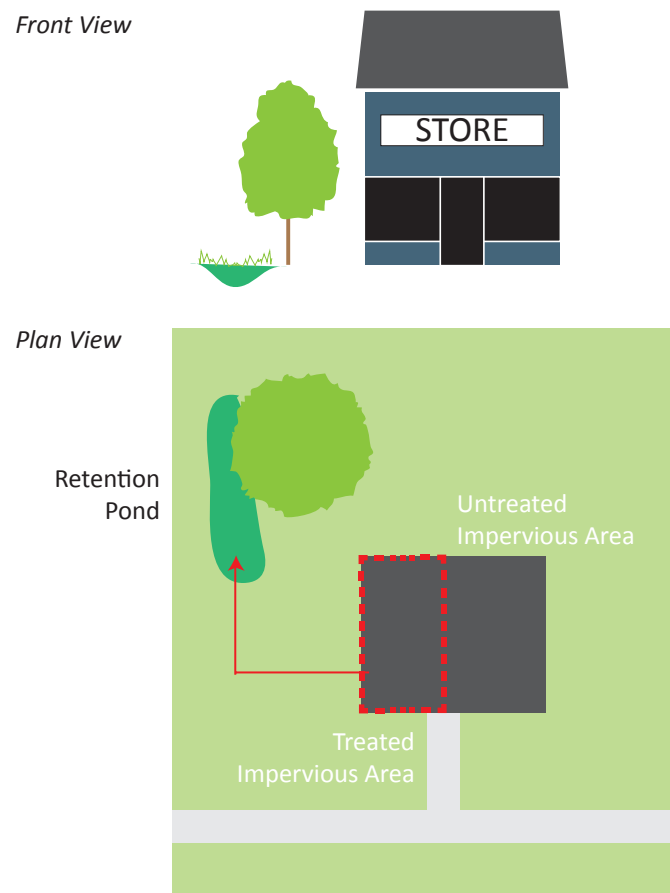 Front View
STORE
Plan View
Retention
Pond
Untreated
Impervious Area
Treated
Impervious Area